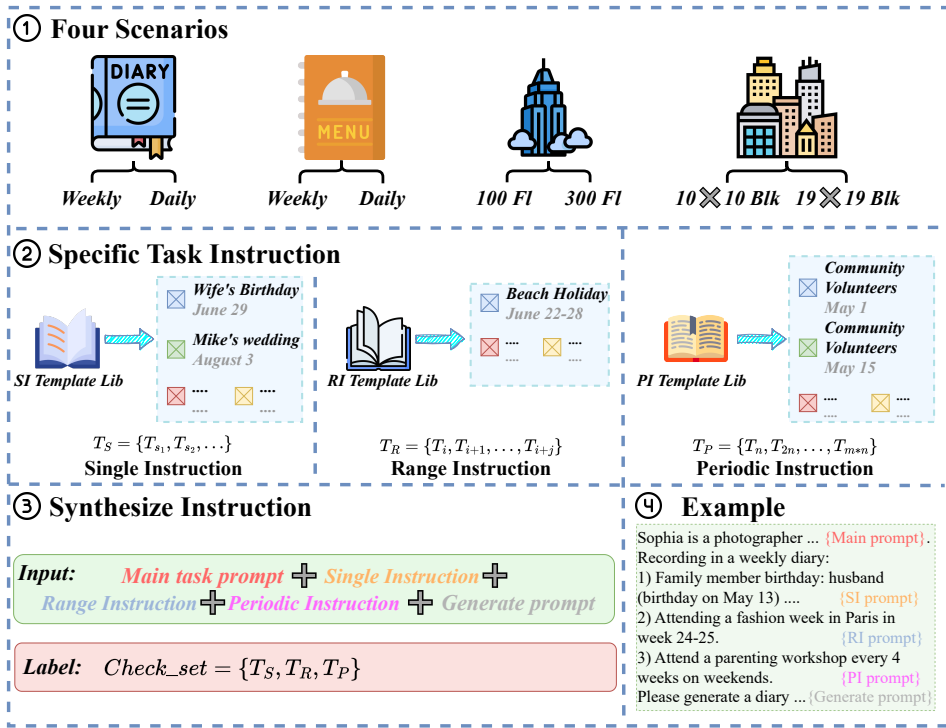 ① Four Scenarios
DIARY
MENU
Weekly Daily
Weekly Daily
100 Fl 300 Fl
10 × 10 Blk 19 × 19 Blk
② Specific Task Instruction
Wife's Birthday
June 29
Mike's wedding
August 3
....
....
SI Template Lib
T_S = {T_{s_1}, T_{s_2}, …}
Single Instruction
Beach Holiday
June 22-28
....
....
RI Template Lib
T_R = {T_i, T_{i+1}, …, T_{i+j}}
Range Instruction
Community
Volunteers
May 1
Community
Volunteers
May 15
....
....
PI Template Lib
T_P = {T_n, T_{2n}, …, T_{m*n}}
Periodic Instruction
③ Synthesize Instruction
Input: Main task prompt + Single Instruction +
Range Instruction + Periodic Instruction + Generate prompt
Label: Check_set = {T_S, T_R, T_P}
④ Example
Sophia is a photographer ... {Main prompt}.
Recording in a weekly diary:
1) Family member birthday: husband
(birthday on May 13) .... {SI prompt}
2) Attending a fashion week in Paris in
week 24-25. {RI prompt}
3) Attend a parenting workshop every 4
weeks on weekends. {PI prompt}
Please generate a diary ... {Generate prompt}